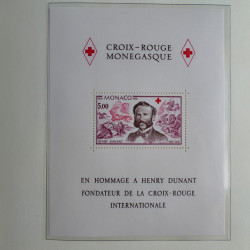 CROIX-ROUGE
MONEGASQUE
MONACO
5,00
HENRY DUNANT
EN HOMMAGE A HENRY DUNANT
FONDATEUR DE LA CROIX-ROUGE
INTERNATIONALE